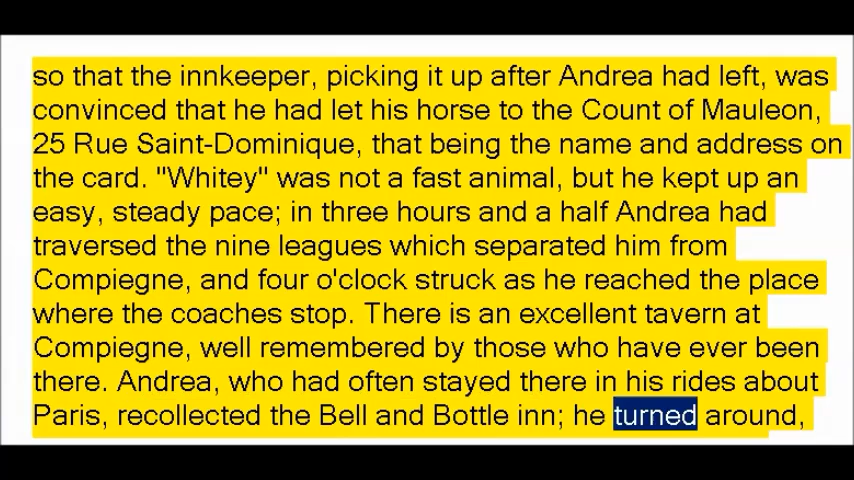 so that the innkeeper, picking it up after Andrea had left, was
convinced that he had let his horse to the Count of Mauleon,
25 Rue Saint-Dominique, that being the name and address on
the card. "Whitey" was not a fast animal, but he kept up an
easy, steady pace; in three hours and a half Andrea had
traversed the nine leagues which separated him from
Compiegne, and four o'clock struck as he reached the place
where the coaches stop. There is an excellent tavern at
Compiegne, well remembered by those who have ever been
there. Andrea, who had often stayed there in his rides about
Paris, recollected the Bell and Bottle inn; he turned around,